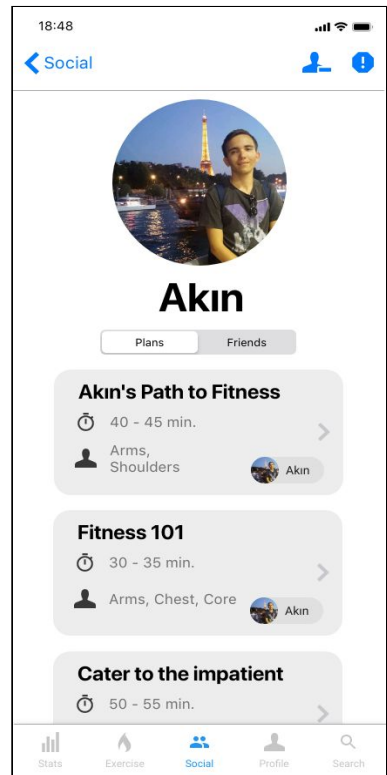 18:48
Social
Akın
Plans
Friends
Akın's Path to Fitness
40 - 45 min.
Arms,
Shoulders
Akın
Fitness 101
30 - 35 min.
Arms, Chest, Core
Akın
Cater to the impatient
50 - 55 min.
Stats
Exercise
Social
Profile
Search